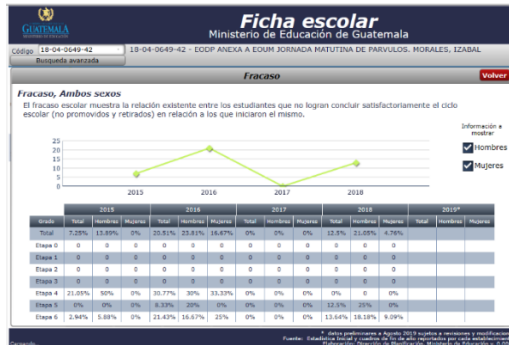 GUATEMALA
Ficha escolar
Ministerio de Educación de Guatemala
Código 18-04-0649-42 18-04-0649-42 - EODP ANEXA A EOUM JORNADA MATUTINA DE PARVULOS. MORALES, IZABAL
Busqueda avanzada
Fracaso Volver
Fracaso, Ambos sexos
El fracaso escolar muestra la relación existente entre los estudiantes que no logran concluir satisfactoriamente el ciclo
escolar (no promovidos y retirados) en relación a los que iniciaron el mismo.
Información a
mostrar
Hombres
Mujeres
25
20
15
10
5
0
2015 2016 2017 2018
2015 2016 2017 2018 2019*
Grado Total Hombres Mujeres Total Hombres Mujeres Total Hombres Mujeres Total Hombres Mujeres Total Hombres Mujeres
Total 7.25% 13.89% 0% 20.51% 23.81% 16.67% 0% 0% 0% 12.5% 21.05% 4.76%
Etapa 0 0 0 0 0 0 0 0 0 0 0 0 0
Etapa 1 0 0 0 0 0 0 0 0 0 0 0 0
Etapa 2 0 0 0 0 0 0 0 0 0 0 0 0
Etapa 3 0 0 0 0 0 0 0 0 0 0 0 0
Etapa 4 21.05% 50% 0% 30.77% 30% 33.33% 0% 0% 0% 0% 0 0%
Etapa 5 0% 0% 0% 8.33% 20% 0% 0% 0% 0% 12.5% 25% 0%
Etapa 6 2.94% 5.88% 0% 21.43% 16.67% 25% 0% 0% 0% 13.64% 18.18% 9.09%
* datos preliminares a Agosto 2019 sujetos a revisiones y modificacion
Fuente: Estadística Inicial y cuadros de fin de año reportados por cada establecimien
Elaboración: Dirección de Planificación, Ministerio de Educación